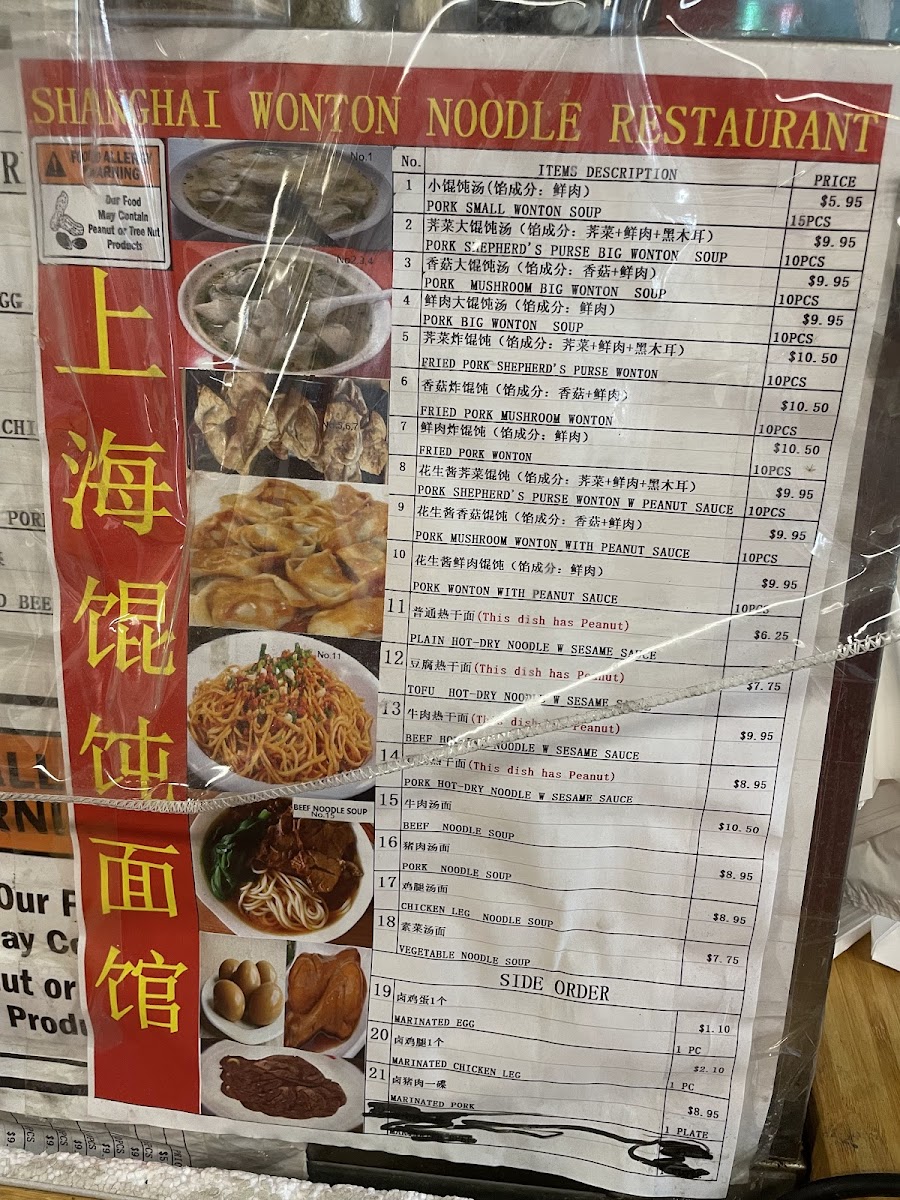 SHANGHAI WONTON NOODLE RESTAURANT
FOOD ALLERGY
WARNING
Our Food
May Contain
Peanut or Tree Nut
Products
上海馄饨面馆
No.1
No2,3,4
No.11
BEEF NOODLE SOUP
No.15
No. ITEMS DESCRIPTION PRICE
1 小馄饨汤(馅成分：鲜肉) $5.95
PORK SMALL WONTON SOUP 15PCS
2 荠菜大馄饨汤（馅成分：荠菜+鲜肉+黑木耳） $9.95
PORK SHEPHERD'S PURSE BIG WONTON SOUP 10PCS
3 香菇大馄饨汤（馅成分：香菇+鲜肉） $9.95
PORK MUSHROOM BIG WONTON SOUP 10PCS
4 鲜肉大馄饨汤（馅成分：鲜肉） $9.95
PORK BIG WONTON SOUP 10PCS
5 荠菜炸馄饨（馅成分：荠菜+鲜肉+黑木耳） $10.50
FRIED PORK SHEPHERD'S PURSE WONTON 10PCS
6 香菇炸馄饨（馅成分：香菇+鲜肉） $10.50
FRIED PORK MUSHROOM WONTON 10PCS
7 鲜肉炸馄饨（馅成分：鲜肉） $10.50
FRIED PORK WONTON 10PCS
8 花生酱荠菜馄饨（馅成分：荠菜+鲜肉+黑木耳） $9.95
PORK SHEPHERD'S PURSE WONTON W PEANUT SAUCE 10PCS
9 花生酱香菇馄饨（馅成分：香菇+鲜肉） $9.95
PORK MUSHROOM WONTON WITH PEANUT SAUCE 10PCS
10 花生酱鲜肉馄饨（馅成分：鲜肉） $9.95
PORK WONTON WITH PEANUT SAUCE 10PCS
11 普通热干面(This dish has Peanut) $6.25
PLAIN HOT-DRY NOODLE W SESAME SAUCE
12 豆腐热干面(This dish has Peanut) $7.75
TOFU HOT-DRY NOODLE W SESAME
13 牛肉热干面(This dish has Peanut) $9.95
BEEF NOODLE W SESAME SAUCE
14 热干面(This dish has Peanut) $8.95
PORK HOT-DRY NOODLE W SESAME SAUCE
15 牛肉汤面 $10.50
BEEF NOODLE SOUP
16 猪肉汤面 $8.95
PORK NOODLE SOUP
17 鸡腿汤面 $8.95
CHICKEN LEG NOODLE SOUP
18 素菜汤面 $7.75
VEGETABLE NOODLE SOUP
SIDE ORDER
19 卤鸡蛋1个 $1.10
MARINATED EGG 1 PC
20 卤鸡腿1个 $2.10
MARINATED CHICKEN LEG 1 PC
21 卤猪肉一碟 $8.95
MARINATED PORK 1 PLATE